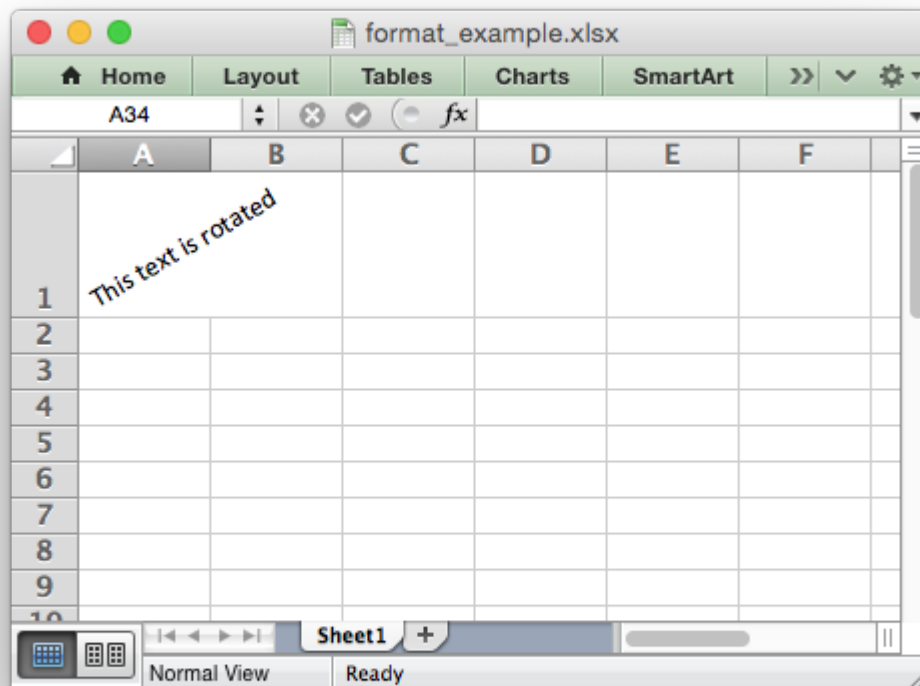 format_example.xlsx
Home Layout Tables Charts SmartArt
A34 fx
A B C D E F
This text is rotated
1
2
3
4
5
6
7
8
9
10
Sheet1 +
Normal View Ready